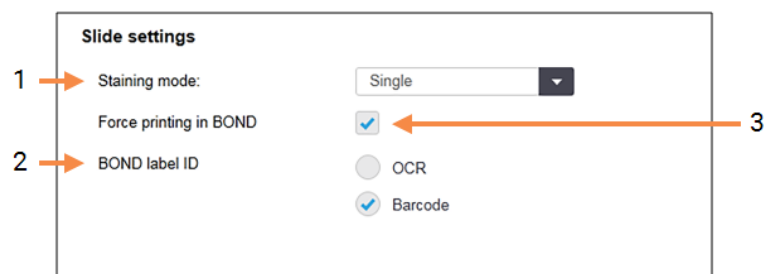 Slide settings
1 Staining mode: Single
Force printing in BOND 3
2 BOND label ID OCR
Barcode